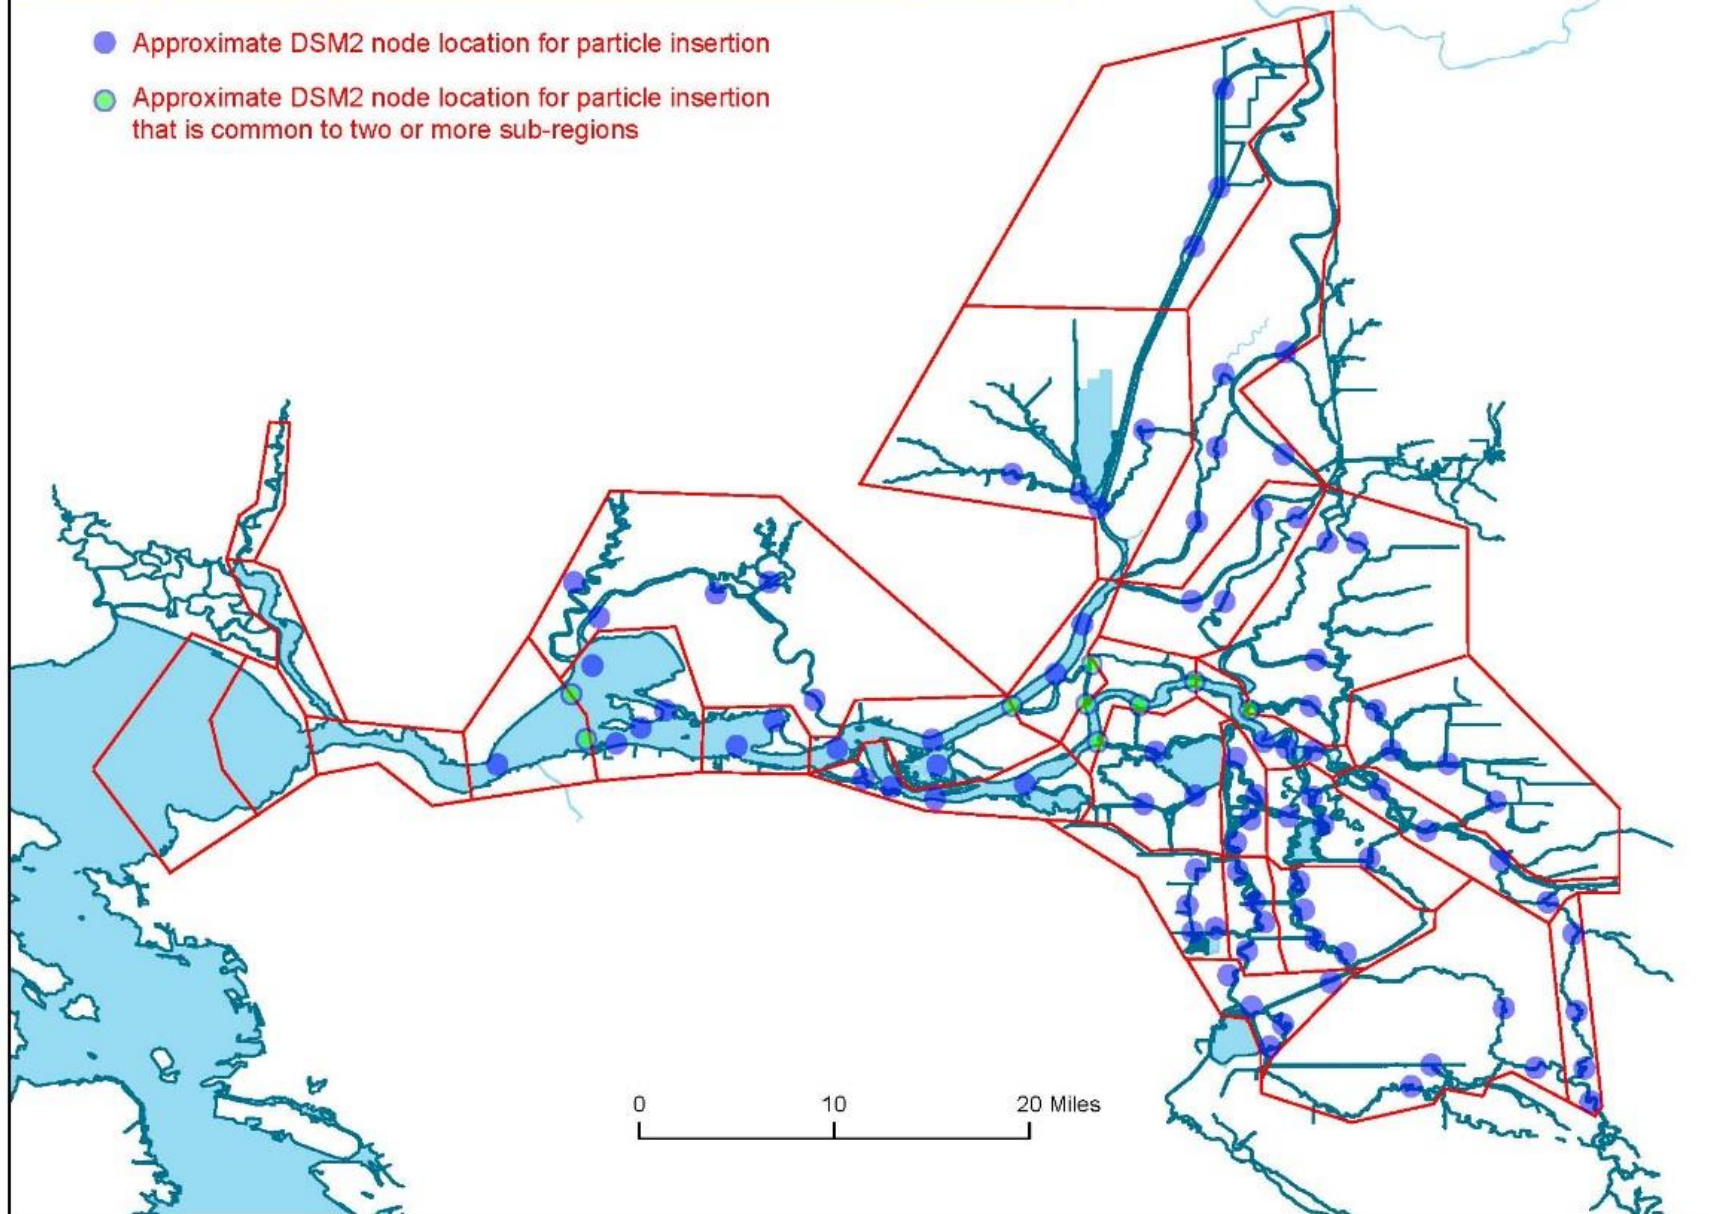 Approximate DSM2 node location for particle insertion
Approximate DSM2 node location for particle insertion
that is common to two or more sub-regions
0 10 20 Miles